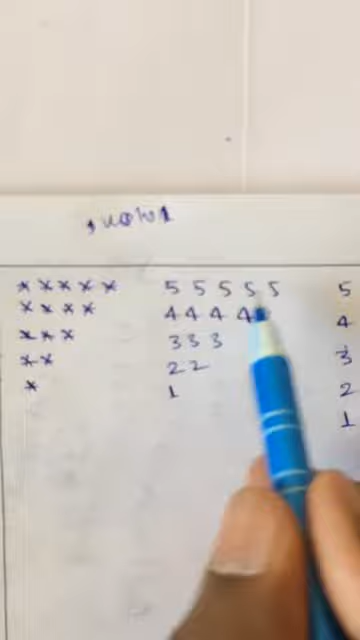 * * * * * 5 5 5 5 5 5
* * * * 4 4 4 4 4
* * * 3 3 3 3
* * 2 2 2
* 1 1